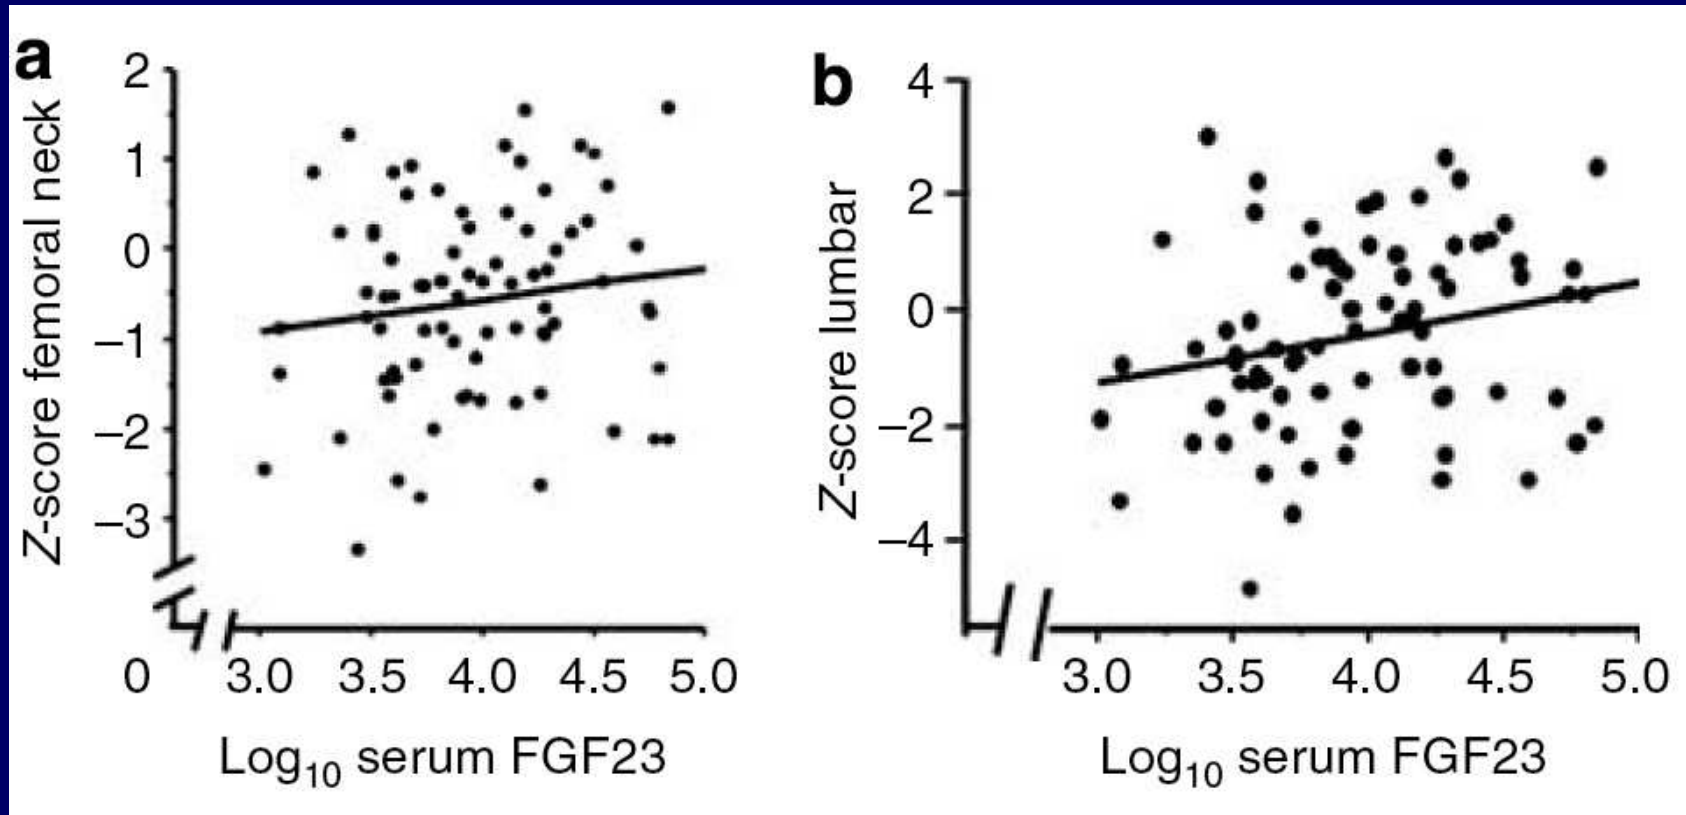 a
Z-score femoral neck
2
1
0
–1
–2
–3
0
3.0 3.5 4.0 4.5 5.0
Log10 serum FGF23
b
Z-score lumbar
4
2
0
–2
–4
3.0 3.5 4.0 4.5 5.0
Log10 serum FGF23